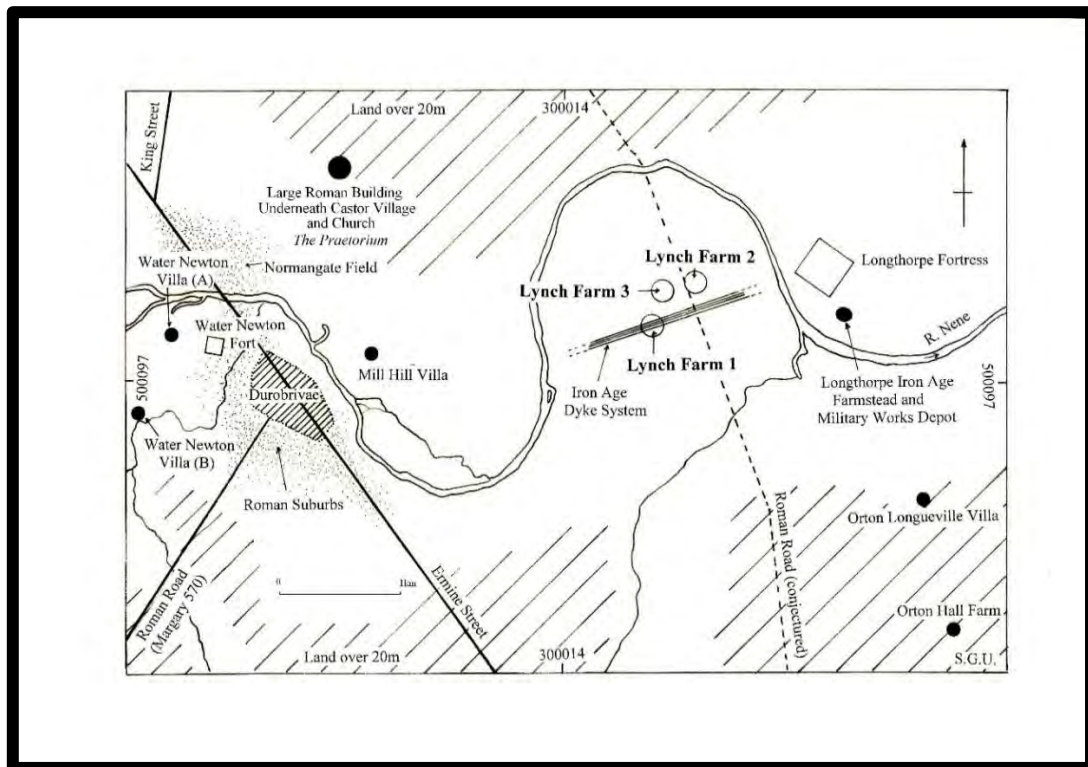 Land over 20m
300014
King Street
Large Roman Building
Underneath Castor Village
and Church
The Praetorium
Water Newton
Villa (A)
Normangate Field
Lynch Farm 2
Longthorpe Fortress
Lynch Farm 3
Water Newton
Fort
R. Nene
Mill Hill Villa
Lynch Farm 1
500097
Durobrivae
Iron Age
Dyke System
Longthorpe Iron Age
Farmstead and
Military Works Depot
500097
Water Newton
Villa (B)
Roman Suburbs
Orton Longueville Villa
Roman Road (conjectured)
0 1km
Roman Road
(Margary 570)
Ermine Street
Orton Hall Farm
Land over 20m
300014
S.G.U.